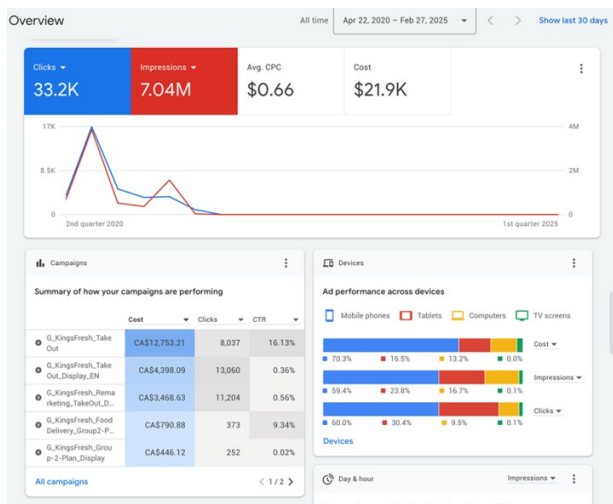 Overview
All time Apr 22, 2020 – Feb 27, 2025 Show last 30 days
Clicks Impressions Avg. CPC Cost
33.2K 7.04M $0.66 $21.9K
17K 4M
8.5K 2M
0 0
2nd quarter 2020 1st quarter 2025
Campaigns
Summary of how your campaigns are performing
Cost Clicks CTR
G_KingsFresh_Take
Out CA$12,753.21 8,037 16.13%
G_KingsFresh_Take
Out_Display_EN CA$4,398.09 13,060 0.36%
G_KingsFresh_Rema
rketing_TakeOut_D... CA$3,468.63 11,204 0.56%
G_KingsFresh_Food
Delivery_Group2-P... CA$790.88 373 9.34%
G_KingsFresh_Grou
p-2-Plan_Display CA$446.12 252 0.02%
All campaigns 1 / 2
Devices
Ad performance across devices
Mobile phones Tablets Computers TV screens
Cost
70.3% 16.5% 13.2% 0.0%
Impressions
59.4% 23.8% 16.7% 0.1%
Clicks
60.0% 30.4% 9.5% 0.1%
Devices
Day & hour Impressions